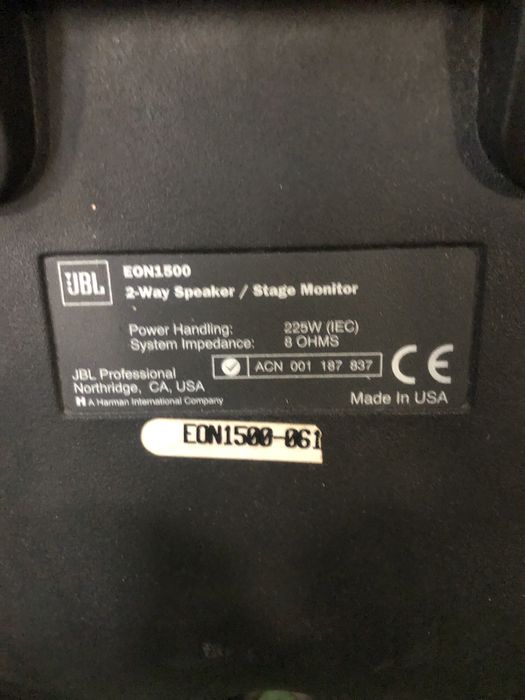 JBL
EON1500
2-Way Speaker / Stage Monitor
Power Handling: 225W (IEC)
System Impedance: 8 OHMS
JBL Professional
Northridge, CA, USA
H A Harman International Company
ACN 001 187 837
CE
Made In USA
EON1500-061